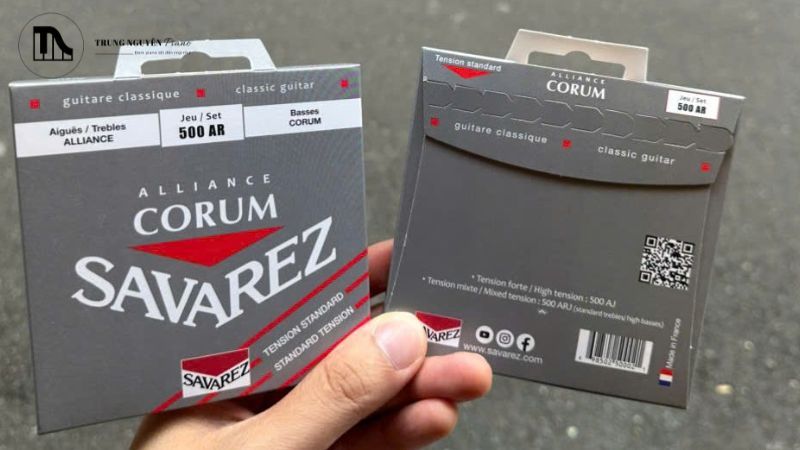 TRUNG NGUYÊN Piano
guitare classique
classic guitar
Aiguës / Trebles
ALLIANCE
Jeu / Set
500 AR
Basses
CORUM
ALLIANCE
CORUM
SAVAREZ
TENSION STANDARD
STANDARD TENSION
SAVAREZ
Tension standard
ALLIANCE
CORUM
Jeu / Set
500 AR
guitare classique
classic guitar
• Tension forte / High tension : 500 AJ
• Tension mixte / Mixed tension : 500 ARJ (standard trebles/ high basses)
SAVAREZ
www.savarez.com
Made in France